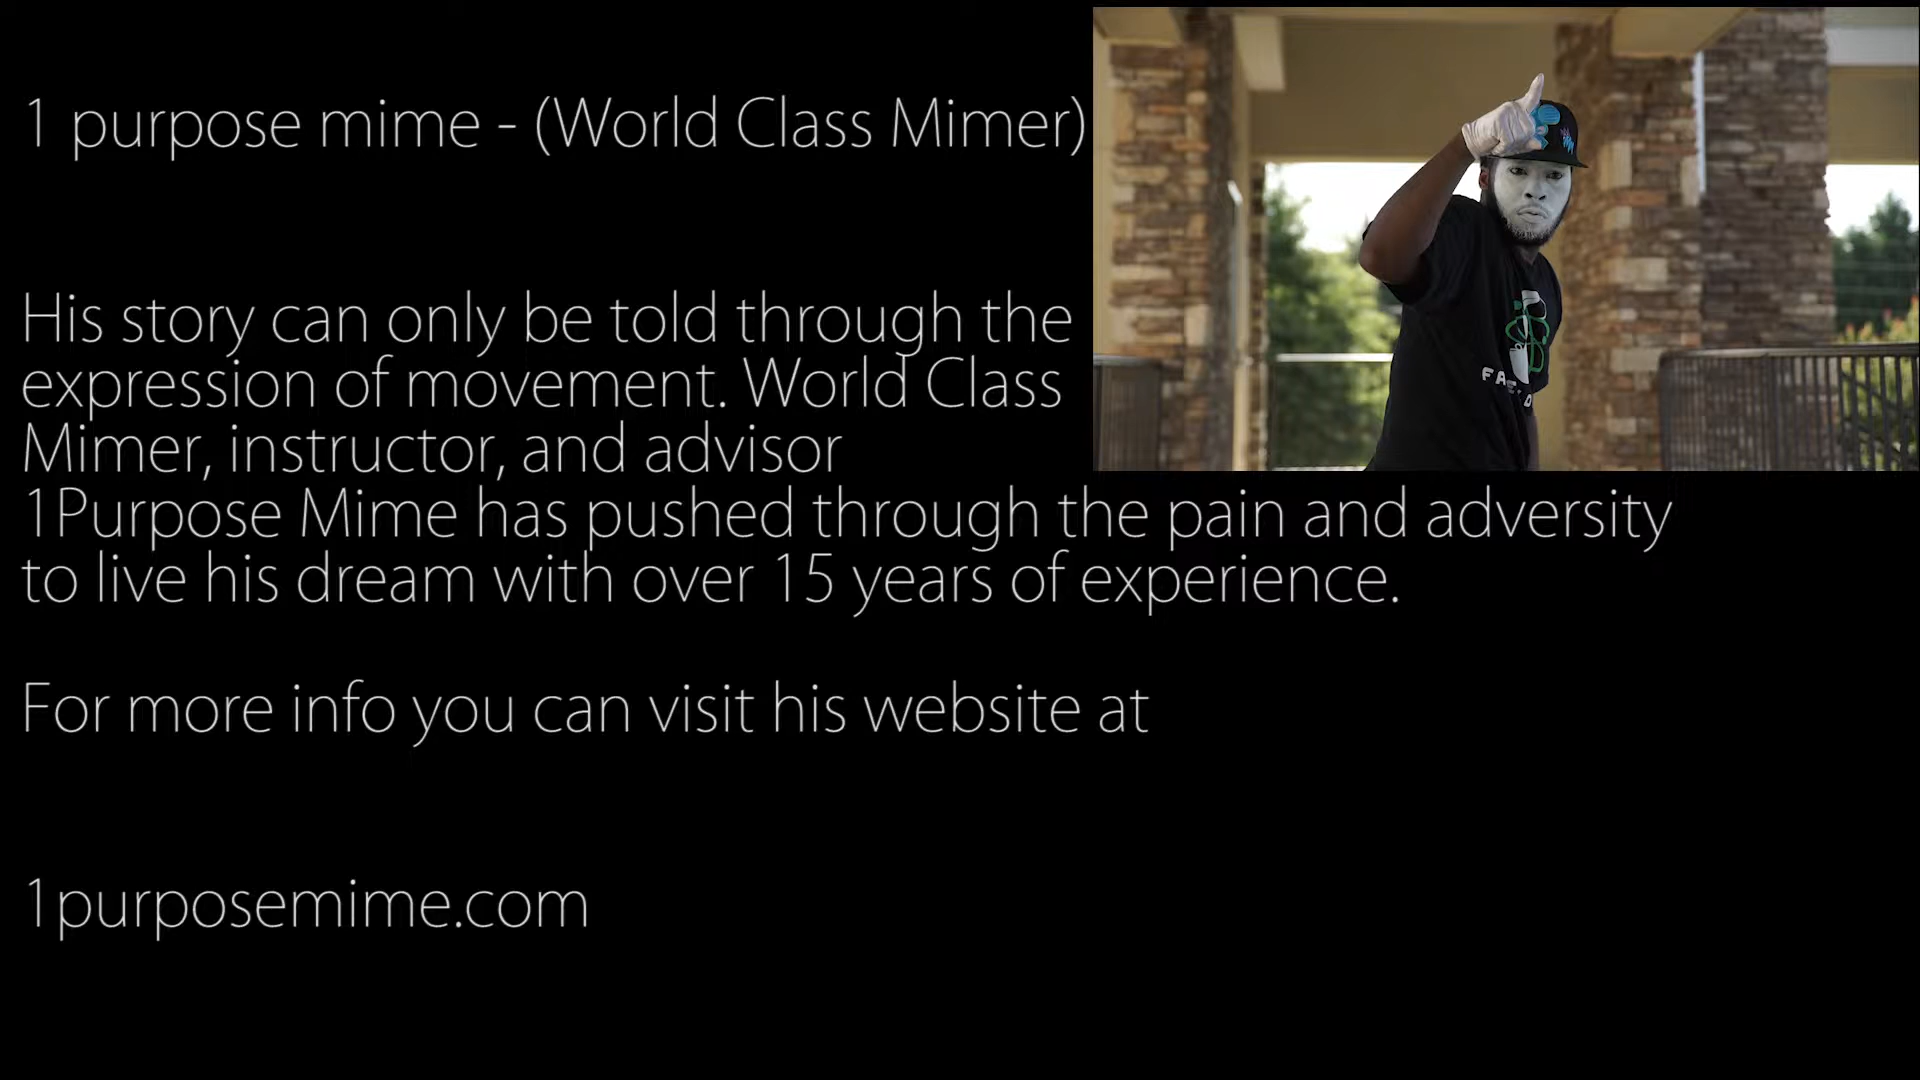 1 purpose mime - (World Class Mimer)
His story can only be told through the
expression of movement. World Class
Mimer, instructor, and advisor
1Purpose Mime has pushed through the pain and adversity
to live his dream with over 15 years of experience.
For more info you can visit his website at
1purposemime.com